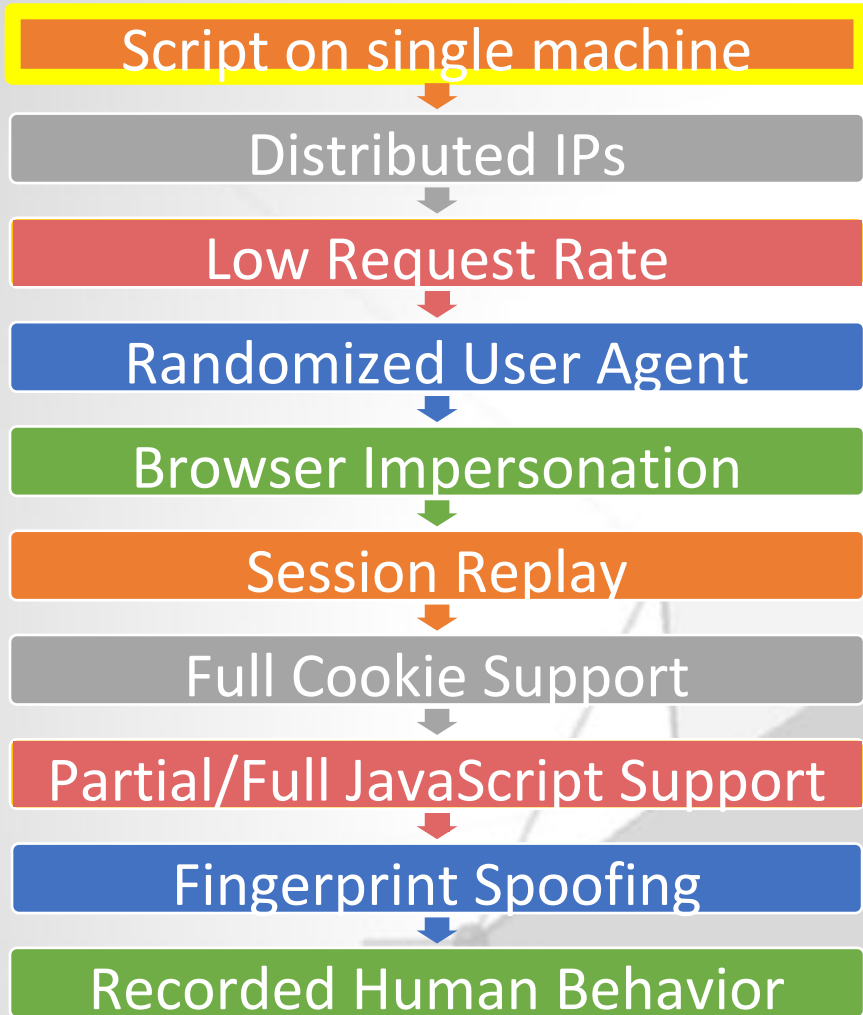 Script on single machine
Distributed IPs
Low Request Rate
Randomized User Agent
Browser Impersonation
Session Replay
Full Cookie Support
Partial/Full JavaScript Support
Fingerprint Spoofing
Recorded Human Behavior